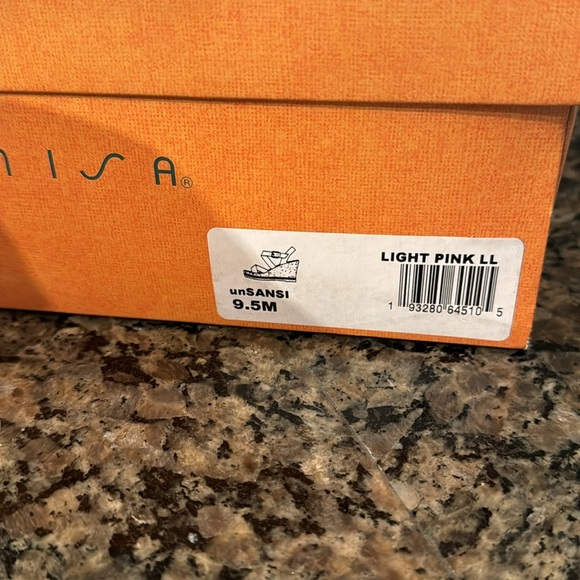 nISA®
LIGHT PINK LL
unSANSI
9.5M
1 93280 64510 5